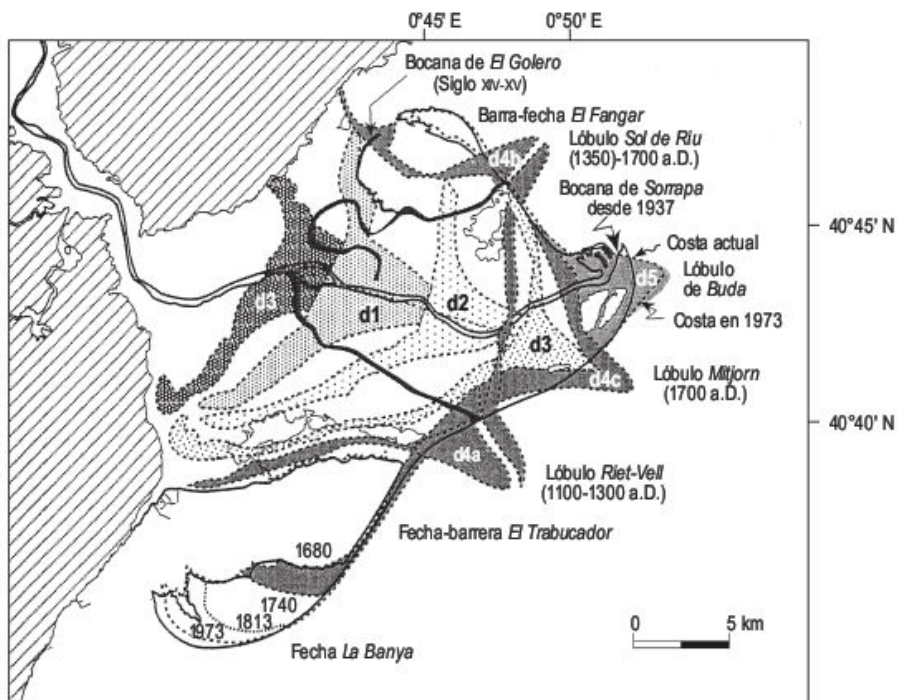 0°45' E
0°50' E
Bocana de El Golero
(Siglo XIV-XV)
Barra-fecha El Fangar
Lóbulo Sol de Riu
(1350)-1700 a.D.)
d4b
Bocana de Sorrapa
desde 1937
40°45' N
Costa actual
d5
Lóbulo
de Buda
Costa en 1973
d3
d1
d2
d3
d4c
Lóbulo Mitjorn
(1700 a.D.)
40°40' N
d4a
Lóbulo Riet-Vell
(1100-1300 a.D.)
Fecha-barrera El Trabucador
1680
1740
1813
1973
0
5 km
Fecha La Banya